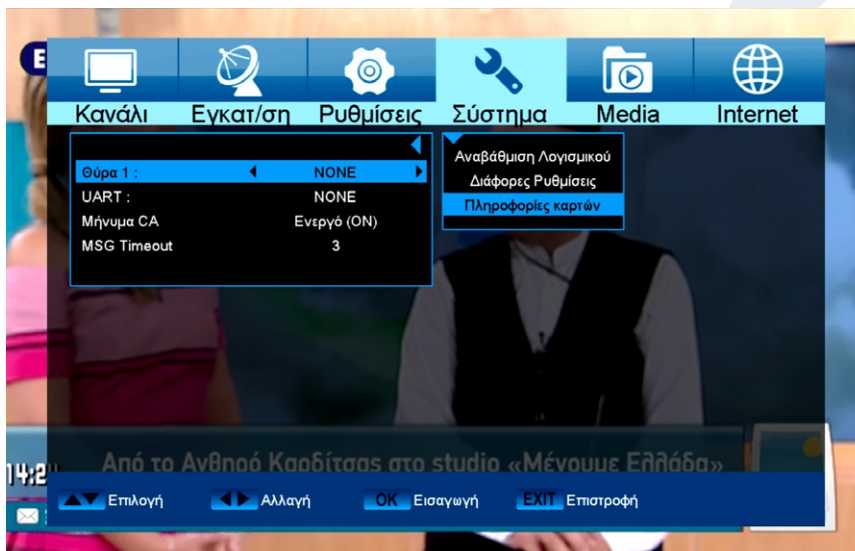 E
Κανάλι Εγκατ/ση Ρυθμίσεις Σύστημα Media Internet
Θύρα 1 : NONE
UART : NONE
Μήνυμα CA Ενεργό (ON)
MSG Timeout 3
Αναβάθμιση Λογισμικού
Διάφορες Ρυθμίσεις
Πληροφορίες καρτών
Από το Ανθηρό Καρδίτσας στο studio «Μένουμε Ελλάδα»
14:2
Επιλογή Αλλαγή OK Εισαγωγή EXIT Επιστροφή